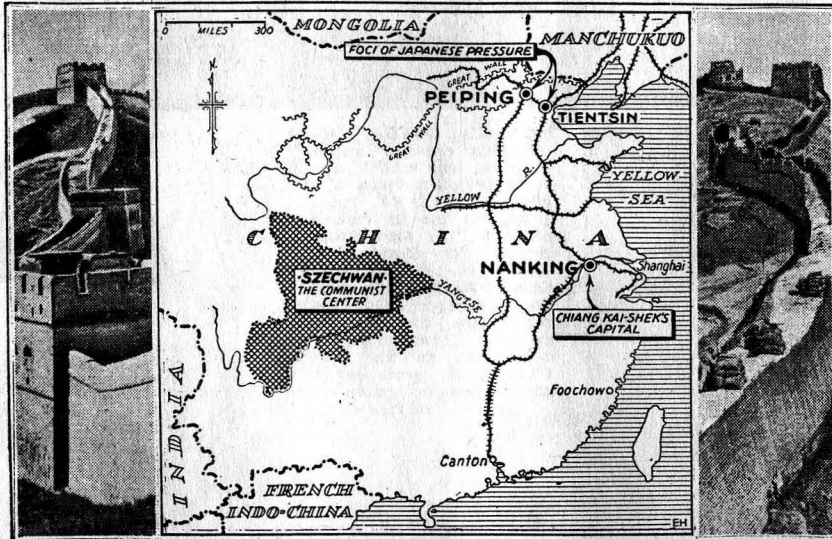 MONGOLIA
0 MILES 300
FOCI OF JAPANESE PRESSURE
MANCHUKUO
N
GREAT WALL
PEIPING
TIENTSIN
GREAT WALL
YELLOW R.
YELLOW
SEA
C H I N A
SZECHWAN-
THE COMMUNIST
CENTER
YANGTSE
NANKING
Shanghai
CHIANG KAI-SHEK'S
CAPITAL
INDIA
Foochow
Canton
FRENCH
INDO-CHINA
EH